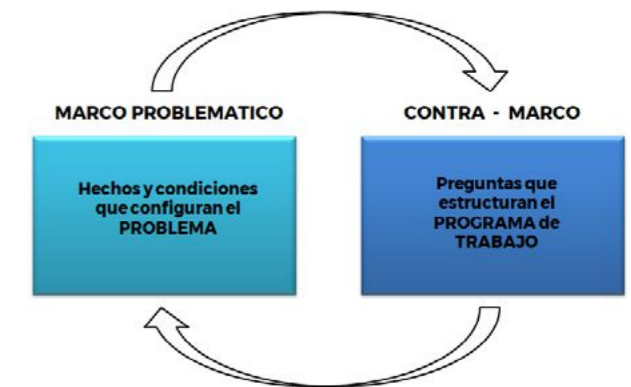 MARCO PROBLEMATICO
Hechos y condiciones
que configuran el
PROBLEMA
CONTRA - MARCO
Preguntas que
estructuran el
PROGRAMA de
TRABAJO